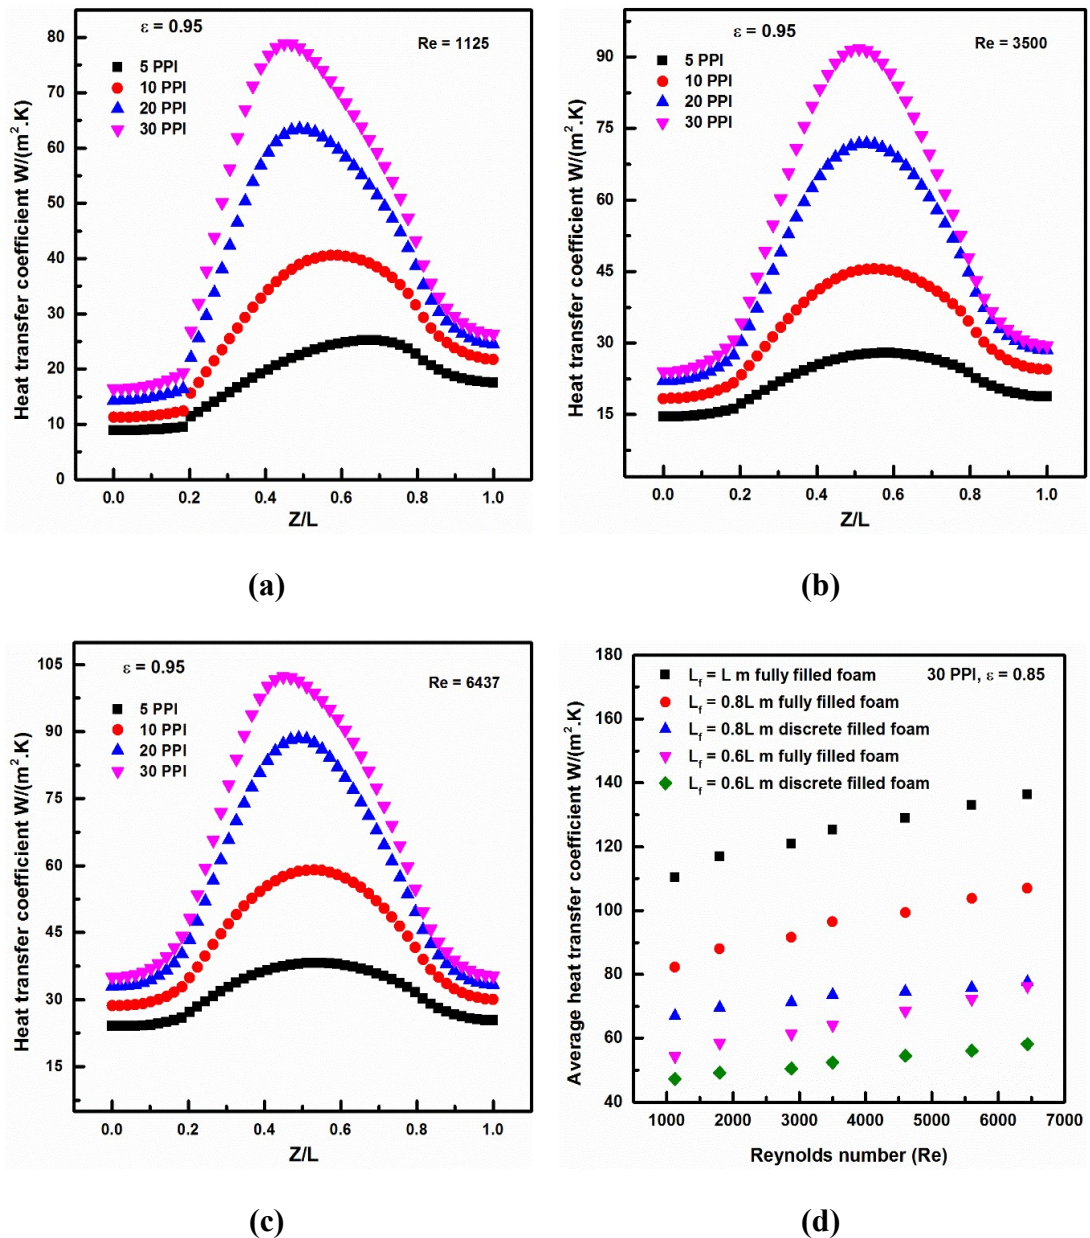 ε = 0.95
Re = 1125
5 PPI
10 PPI
20 PPI
30 PPI
Heat transfer coefficient W/(m².K)
80
70
60
50
40
30
20
10
0
0.0 0.2 0.4 0.6 0.8 1.0
Z/L
(a)
ε = 0.95
Re = 3500
5 PPI
10 PPI
20 PPI
30 PPI
Heat transfer coefficient W/(m².K)
90
75
60
45
30
15
0.0 0.2 0.4 0.6 0.8 1.0
Z/L
(b)
ε = 0.95
Re = 6437
5 PPI
10 PPI
20 PPI
30 PPI
Heat transfer coefficient W/(m².K)
105
90
75
60
45
30
15
0.0 0.2 0.4 0.6 0.8 1.0
Z/L
(c)
L_f = L m fully filled foam
30 PPI, ε = 0.85
L_f = 0.8L m fully filled foam
L_f = 0.8L m discrete filled foam
L_f = 0.6L m fully filled foam
L_f = 0.6L m discrete filled foam
Average heat transfer coefficient W/(m².K)
180
160
140
120
100
80
60
40
1000 2000 3000 4000 5000 6000 7000
Reynolds number (Re)
(d)